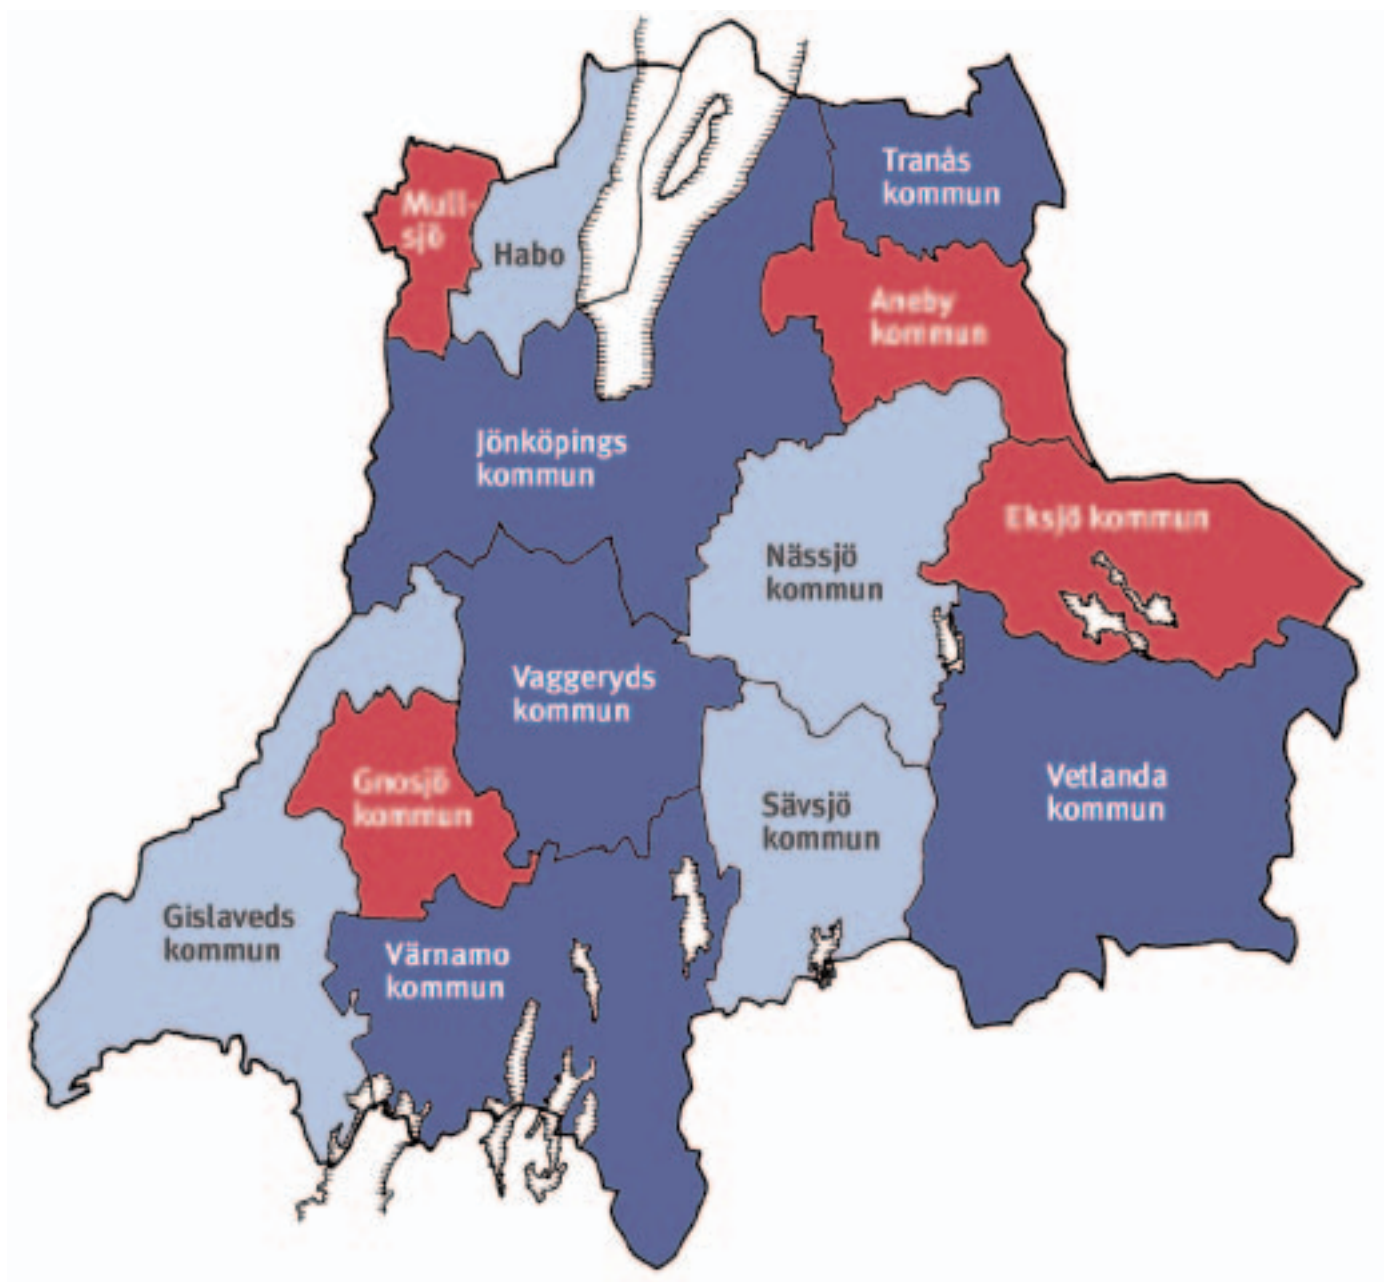 Tranås
kommun
Mull-
sjö
Habo
Aneby
kommun
Jönköpings
kommun
Eksjö kommun
Nässjö
kommun
Vaggeryds
kommun
Vetlanda
kommun
Gnosjö
kommun
Sävsjö
kommun
Gislaveds
kommun
Värnamo
kommun